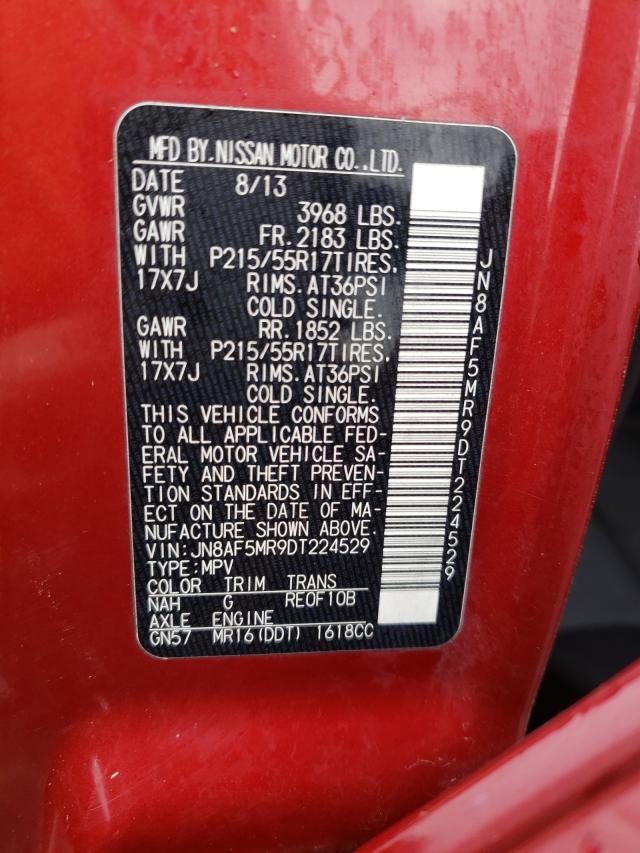 MFD BY.NISSAN MOTOR CO.,LTD.
DATE 8/13
GVWR 3968 LBS.
GAWR FR.2183 LBS.
WITH P215/55R17TIRES,
17X7J RIMS.AT36PSI
COLD SINGLE.
GAWR RR.1852 LBS.
WITH P215/55R17TIRES,
17X7J RIMS.AT36PSI
COLD SINGLE.
THIS VEHICLE CONFORMS
TO ALL APPLICABLE FED-
ERAL MOTOR VEHICLE SA-
FETY AND THEFT PREVEN-
TION STANDARDS IN EFF-
ECT ON THE DATE OF MA-
NUFACTURE SHOWN ABOVE.
VIN:JN8AF5MR9DT224529
TYPE:MPV
COLOR TRIM TRANS
NAH G REOF10B
AXLE ENGINE
GN57 MR16(DDT) 1618CC
JN8AF5MR9DT224529